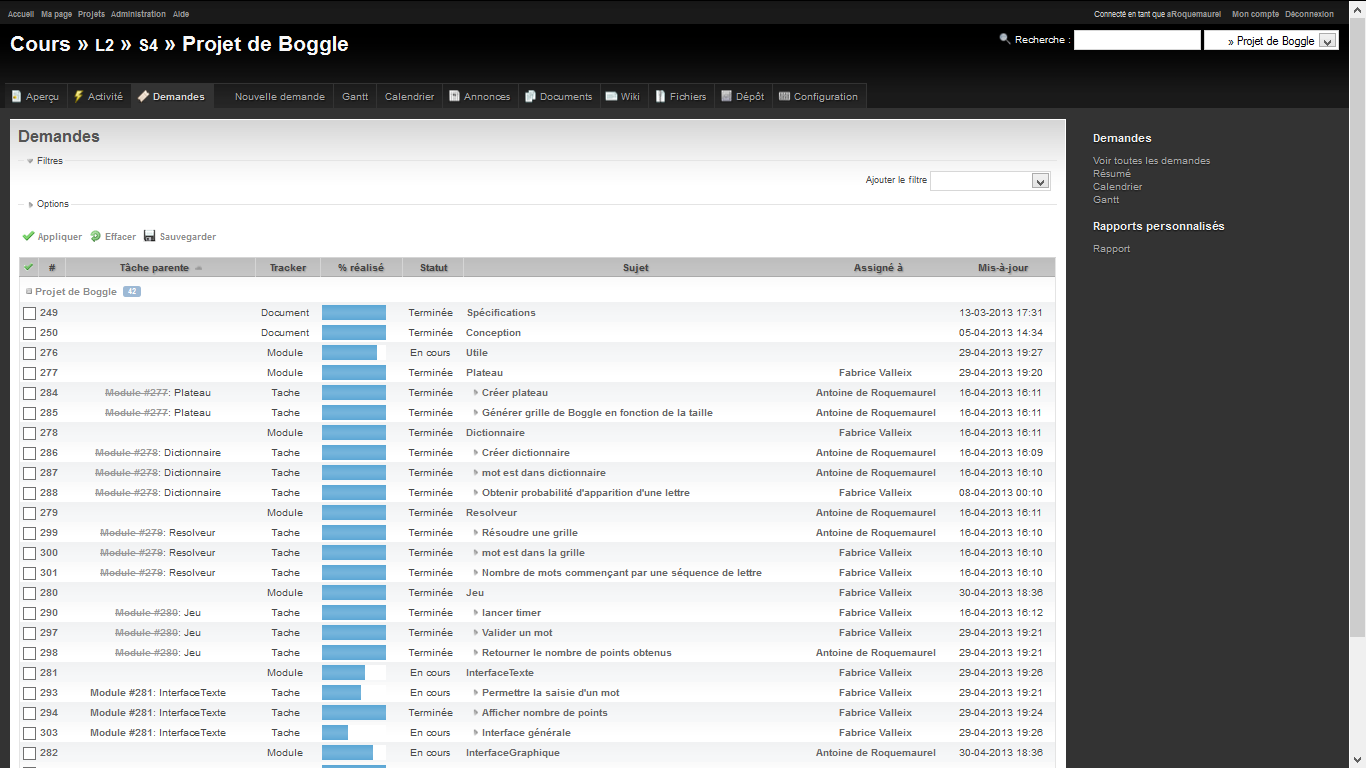 Accueil Ma page Projets Administration Aide Connecté en tant que aRoquemaurel Mon compte Déconnexion
Cours » L2 » S4 » Projet de Boggle Recherche : » Projet de Boggle
Aperçu Activité Demandes Nouvelle demande Gantt Calendrier Annonces Documents Wiki Fichiers Dépôt Configuration
Demandes
Filtres
Ajouter le filtre
Options
Appliquer Effacer Sauvegarder
# Tâche parente Tracker % réalisé Statut Sujet Assigné à Mis-à-jour
Projet de Boggle 42
249 Document Terminée Spécifications 13-03-2013 17:31
250 Document Terminée Conception 05-04-2013 14:34
276 Module En cours Utile 29-04-2013 19:27
277 Module Terminée Plateau Fabrice Valleix 29-04-2013 19:20
284 Module #277: Plateau Tache Terminée Créer plateau Antoine de Roquemaurel 16-04-2013 16:11
285 Module #277: Plateau Tache Terminée Générer grille de Boggle en fonction de la taille Antoine de Roquemaurel 16-04-2013 16:11
278 Module Terminée Dictionnaire Fabrice Valleix 16-04-2013 16:11
286 Module #278: Dictionnaire Tache Terminée Créer dictionnaire Antoine de Roquemaurel 16-04-2013 16:09
287 Module #278: Dictionnaire Tache Terminée mot est dans dictionnaire Antoine de Roquemaurel 16-04-2013 16:10
288 Module #278: Dictionnaire Tache Terminée Obtenir probabilité d'apparition d'une lettre Fabrice Valleix 08-04-2013 00:10
279 Module Terminée Resolveur Antoine de Roquemaurel 16-04-2013 16:11
299 Module #279: Resolveur Tache Terminée Résoudre une grille Antoine de Roquemaurel 16-04-2013 16:10
300 Module #279: Resolveur Tache Terminée mot est dans la grille Fabrice Valleix 16-04-2013 16:10
301 Module #279: Resolveur Tache Terminée Nombre de mots commençant par une séquence de lettre Fabrice Valleix 16-04-2013 16:10
280 Module Terminée Jeu Fabrice Valleix 30-04-2013 18:36
290 Module #280: Jeu Tache Terminée lancer timer Fabrice Valleix 16-04-2013 16:12
297 Module #280: Jeu Tache Terminée Valider un mot Fabrice Valleix 29-04-2013 19:21
298 Module #280: Jeu Tache Terminée Retourner le nombre de points obtenus Antoine de Roquemaurel 29-04-2013 19:21
281 Module En cours InterfaceTexte Fabrice Valleix 29-04-2013 19:26
293 Module #281: InterfaceTexte Tache En cours Permettre la saisie d'un mot Fabrice Valleix 29-04-2013 19:21
294 Module #281: InterfaceTexte Tache Terminée Afficher nombre de points Fabrice Valleix 29-04-2013 19:24
303 Module #281: InterfaceTexte Tache En cours Interface générale Fabrice Valleix 29-04-2013 19:26
282 Module En cours InterfaceGraphique Antoine de Roquemaurel 30-04-2013 18:36
Demandes
Voir toutes les demandes
Résumé
Calendrier
Gantt
Rapports personnalisés
Rapport